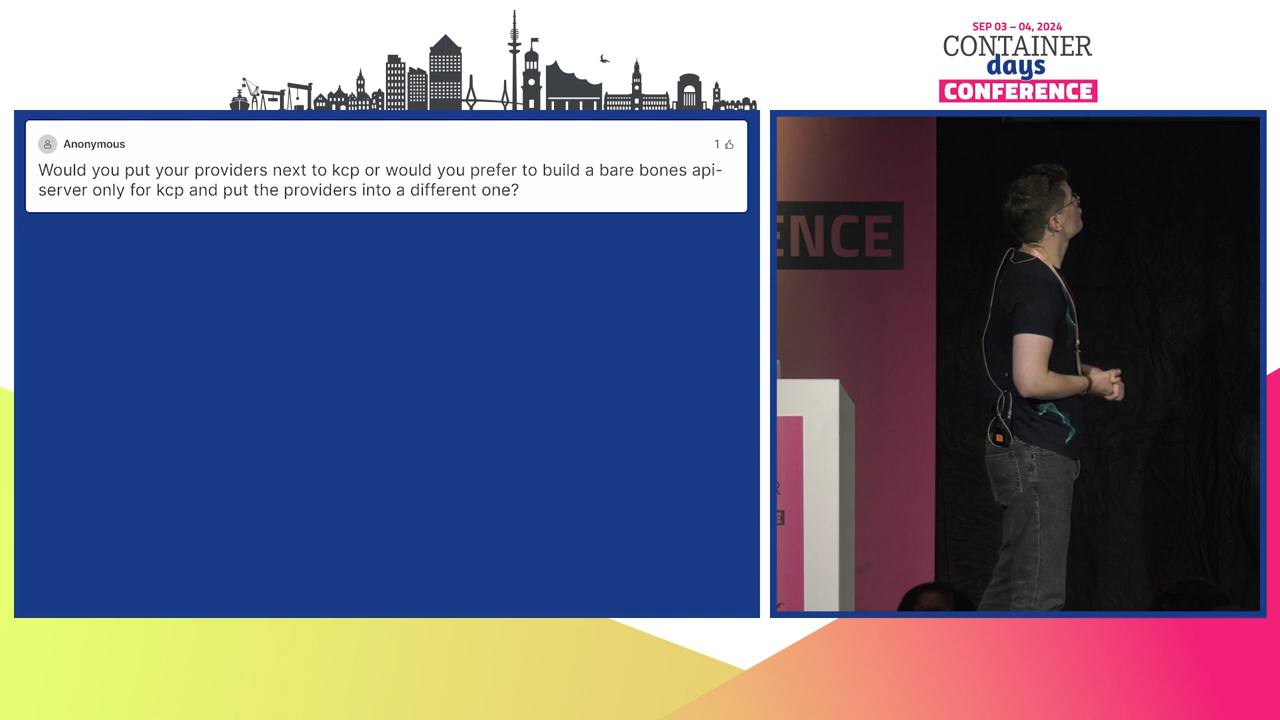 SEP 03 – 04, 2024
CONTAINER
days
CONFERENCE
Anonymous
1
Would you put your providers next to kcp or would you prefer to build a bare bones api-
server only for kcp and put the providers into a different one?
ENCE